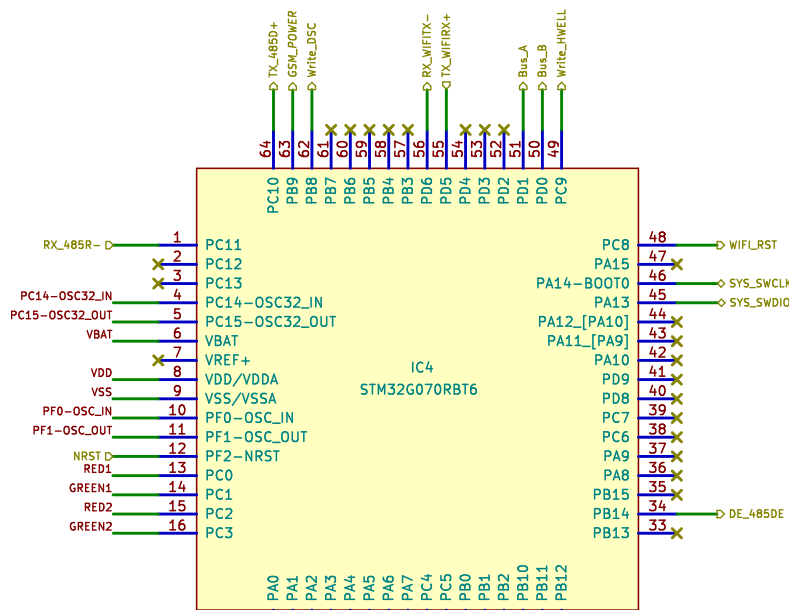 TX_485D+
GSM_POWER
Write_DSC
RX_WIFITX-
TX_WIFIRX+
Bus_A
Bus_B
Write_HWELL
64
63
62
61
60
59
58
57
56
55
54
53
52
51
50
49
PC10
PB9
PB8
PB7
PB6
PB5
PB4
PB3
PD6
PD5
PD4
PD3
PD2
PD1
PD0
PC9
RX_485R- 1 PC11
2 PC12
3 PC13
PC14-OSC32_IN 4 PC14-OSC32_IN
PC15-OSC32_OUT 5 PC15-OSC32_OUT
VBAT 6 VBAT
7 VREF+
VDD 8 VDD/VDDA
VSS 9 VSS/VSSA
PF0-OSC_IN 10 PF0-OSC_IN
PF1-OSC_OUT 11 PF1-OSC_OUT
NRST 12 PF2-NRST
RED1 13 PC0
GREEN1 14 PC1
RED2 15 PC2
GREEN2 16 PC3
IC4
STM32G070RBT6
PC8 48 WIFI_RST
PA15 47
PA14-BOOT0 46 SYS_SWCLK
PA13 45 SYS_SWDIO
PA12_[PA10] 44
PA11_[PA9] 43
PA10 42
PD9 41
PD8 40
PC7 39
PC6 38
PA9 37
PA8 36
PB15 35
PB14 34 DE_485DE
PB13 33
PA0
PA1
PA2
PA3
PA4
PA5
PA6
PA7
PC4
PC5
PB0
PB1
PB2
PB10
PB11
PB12